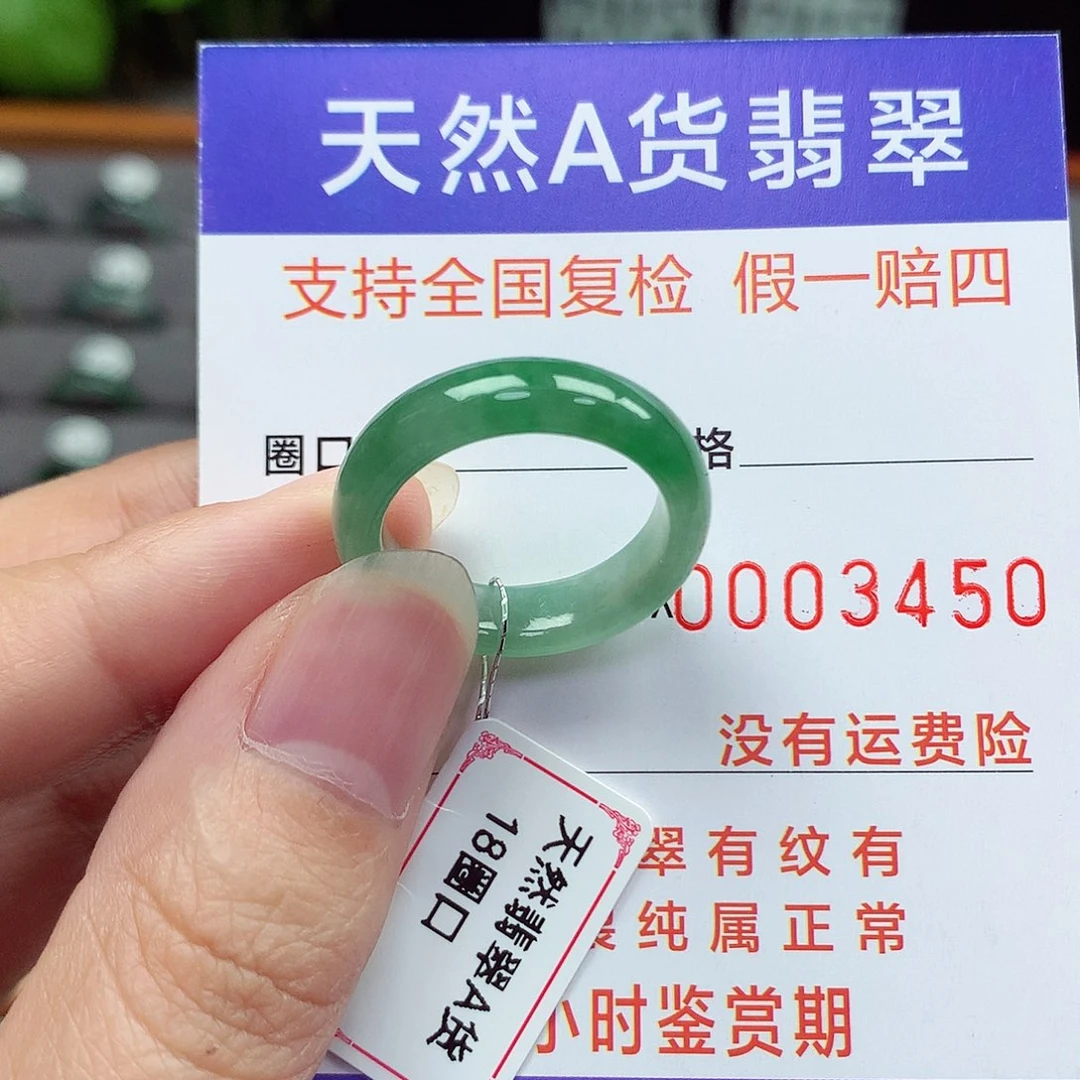 天然A货翡翠
支持全国复检 假一赔四
圈口
格
0003450
没有运费险
翠有纹有
裂纯属正常
小时鉴赏期
天然翡翠A货
18圈口